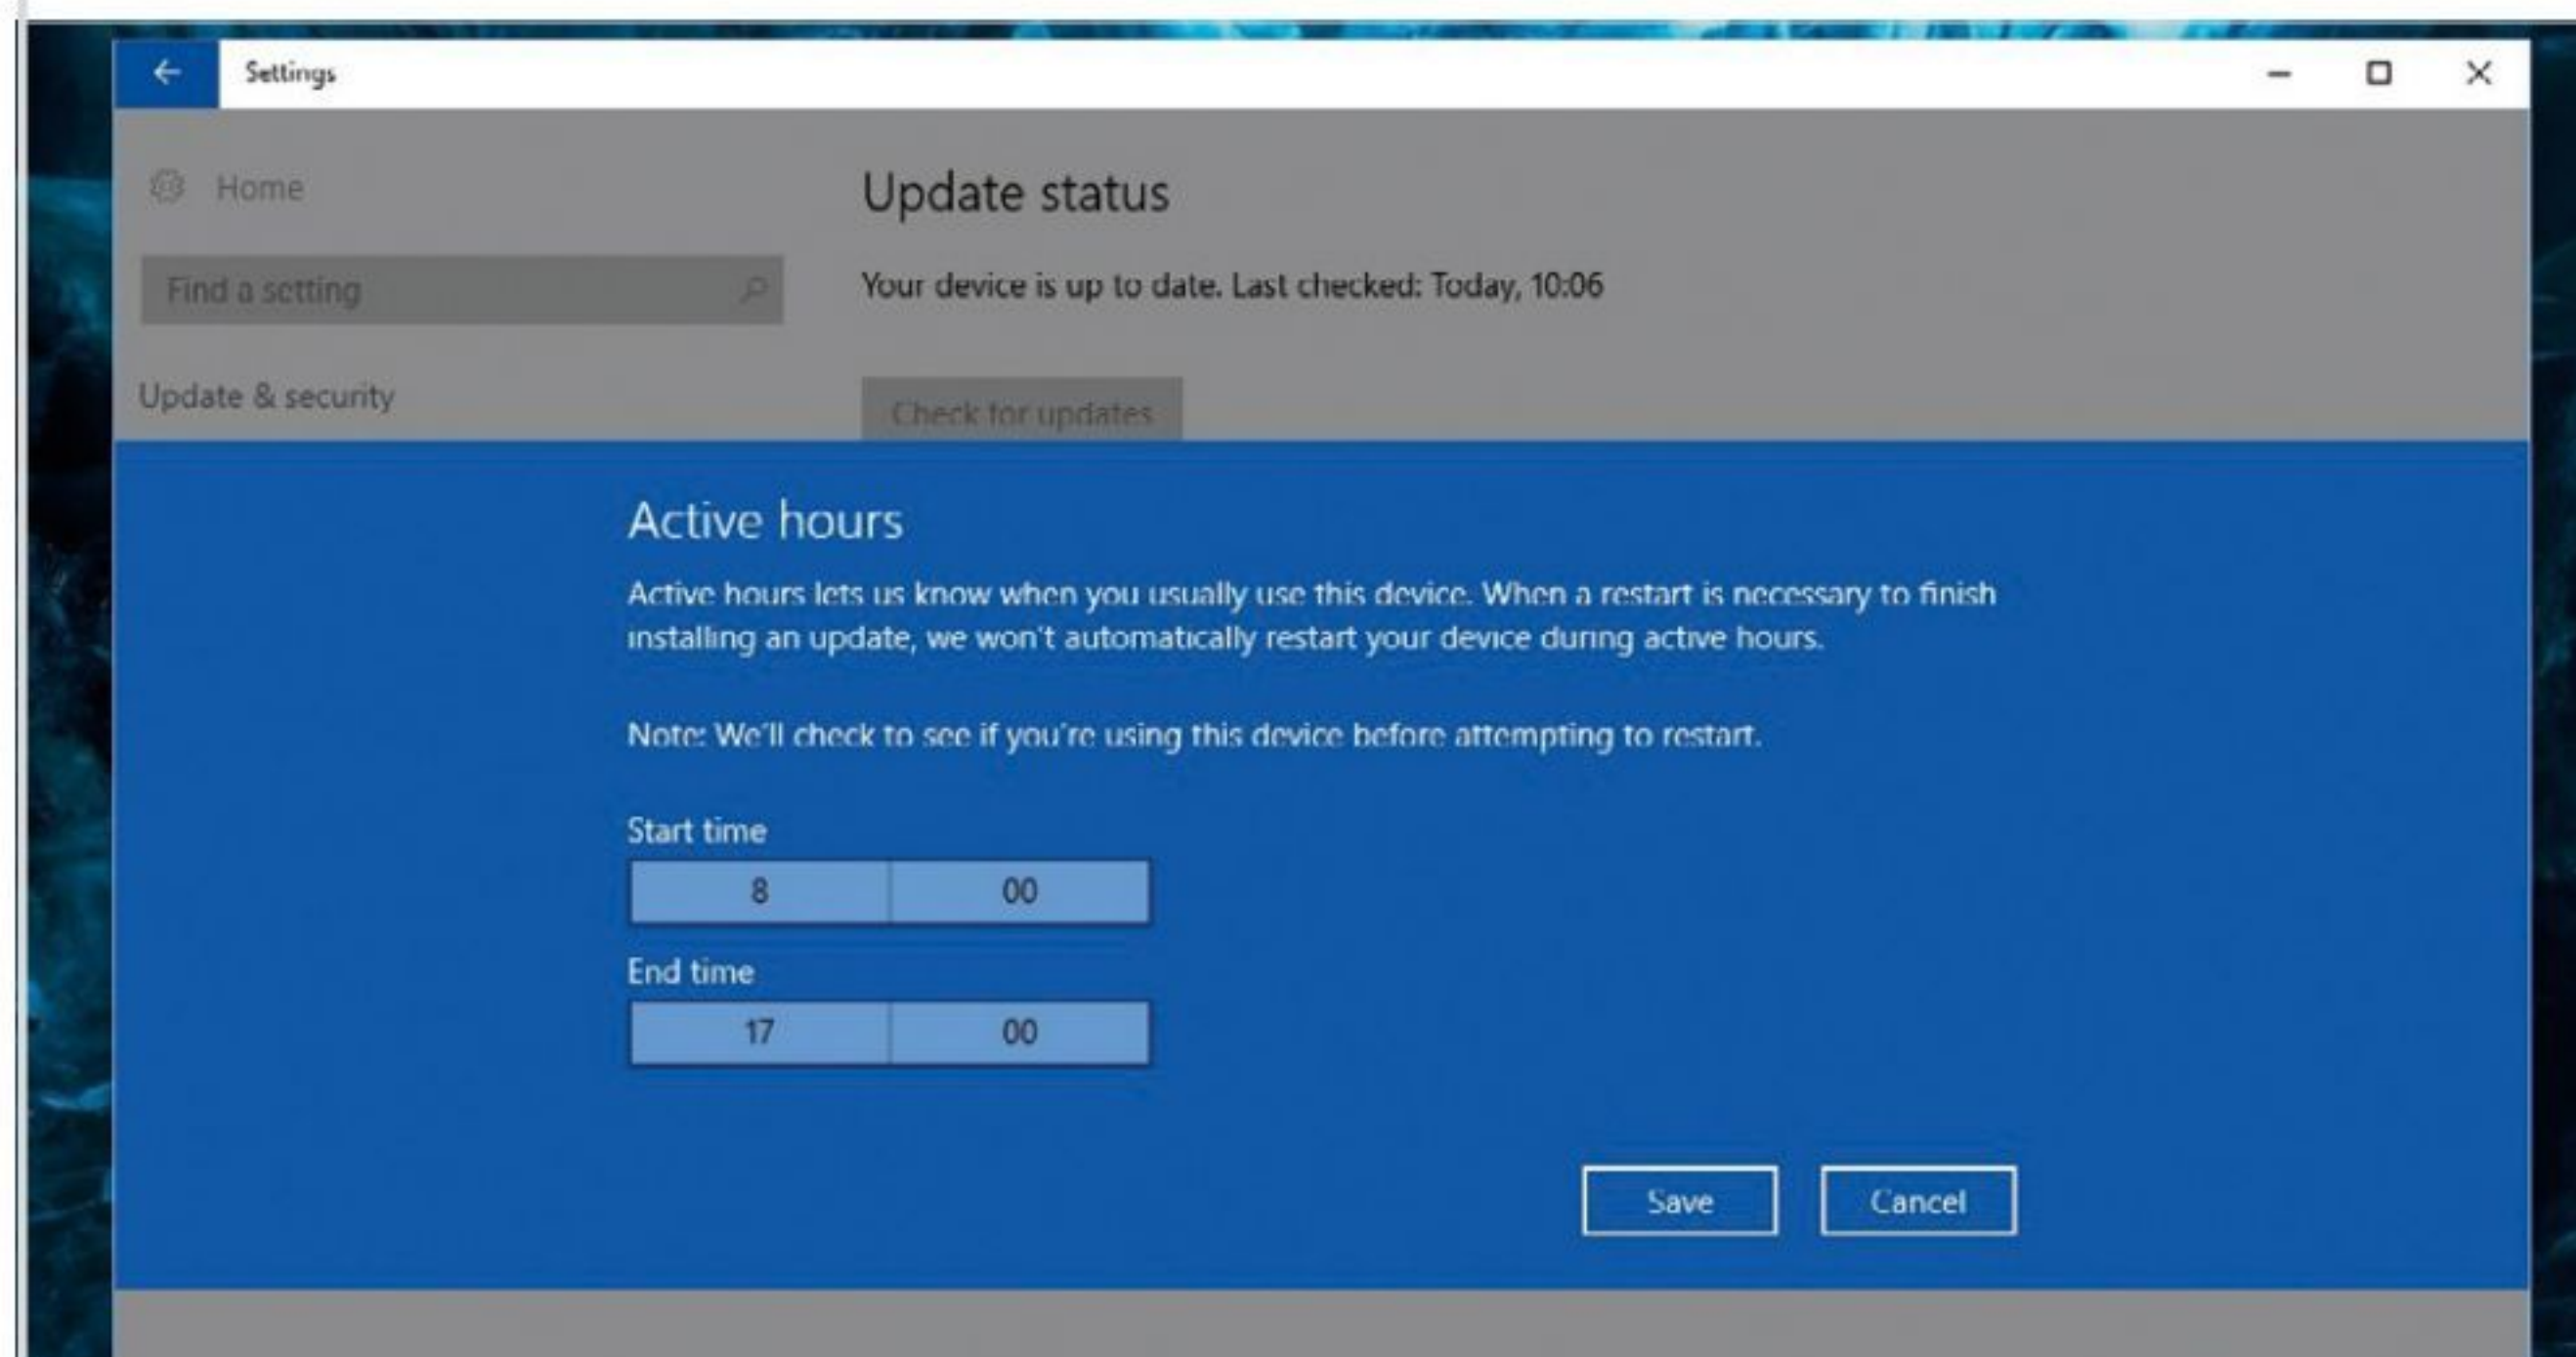 Settings
Home
Update status
Find a setting
Your device is up to date. Last checked: Today, 10:06
Update & security
Check for updates
Active hours
Active hours lets us know when you usually use this device. When a restart is necessary to finish
installing an update, we won't automatically restart your device during active hours.
Note: We'll check to see if you're using this device before attempting to restart.
Start time
8 00
End time
17 00
Save Cancel